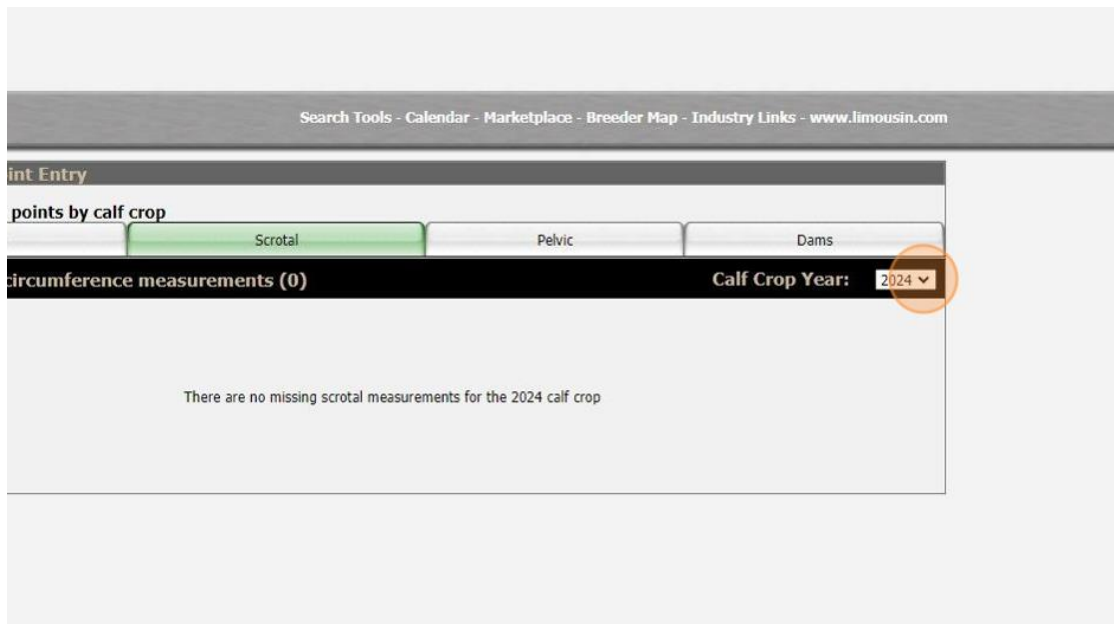 Search Tools - Calendar - Marketplace - Breeder Map - Industry Links - www.limousin.com
int Entry
points by calf crop
Scrotal Pelvic Dams
circumference measurements (0) Calf Crop Year: 2024
There are no missing scrotal measurements for the 2024 calf crop